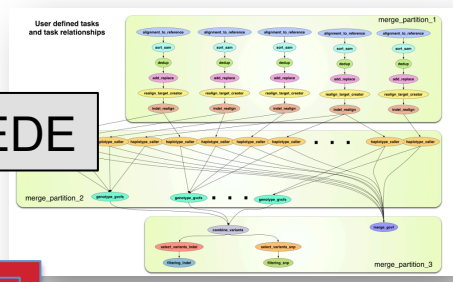 User defined tasks
and task relationships
merge_partition_1
alignment_to_reference alignment_to_reference alignment_to_reference alignment_to_reference alignment_to_reference
sort_sam sort_sam sort_sam sort_sam sort_sam
dedup dedup dedup dedup dedup
add_replace add_replace add_replace add_replace add_replace
realign_target_creator realign_target_creator realign_target_creator realign_target_creator realign_target_creator
indel_realign indel_realign indel_realign indel_realign indel_realign
EDE
haplotype_caller haplotype_caller haplotype_caller haplotype_caller haplotype_caller haplotype_caller haplotype_caller
merge_partition_2
genotype_gvcfs genotype_gvcfs genotype_gvcfs
combine_variants
merge_gcvf
select_variants_indel select_variants_snp
filtering_indel filtering_snp
merge_partition_3